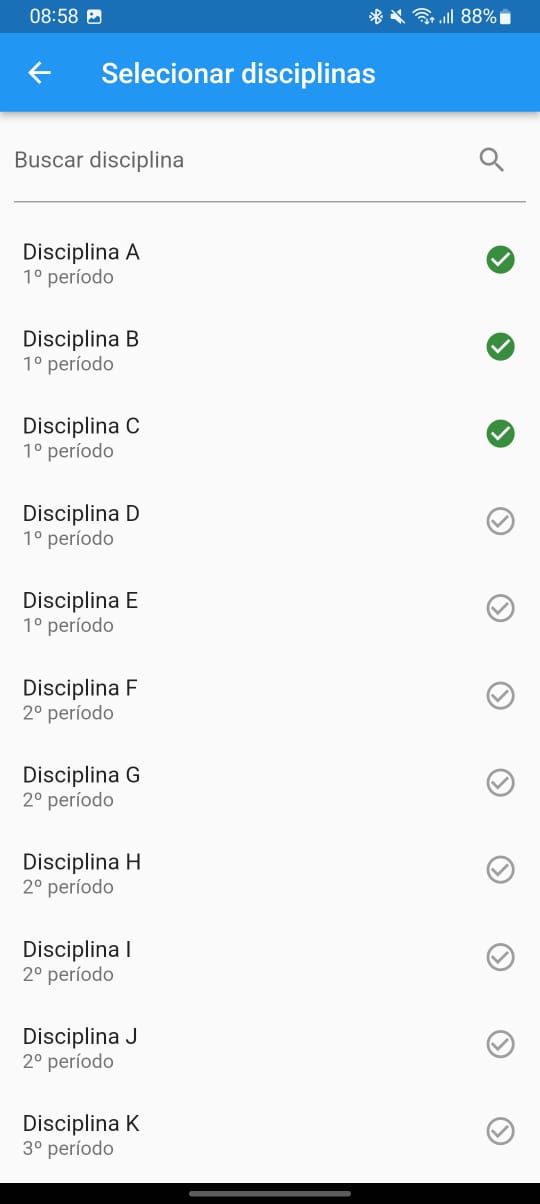 08:58 88%
Selecionar disciplinas
Buscar disciplina
Disciplina A
1º período
Disciplina B
1º período
Disciplina C
1º período
Disciplina D
1º período
Disciplina E
1º período
Disciplina F
2º período
Disciplina G
2º período
Disciplina H
2º período
Disciplina I
2º período
Disciplina J
2º período
Disciplina K
3º período